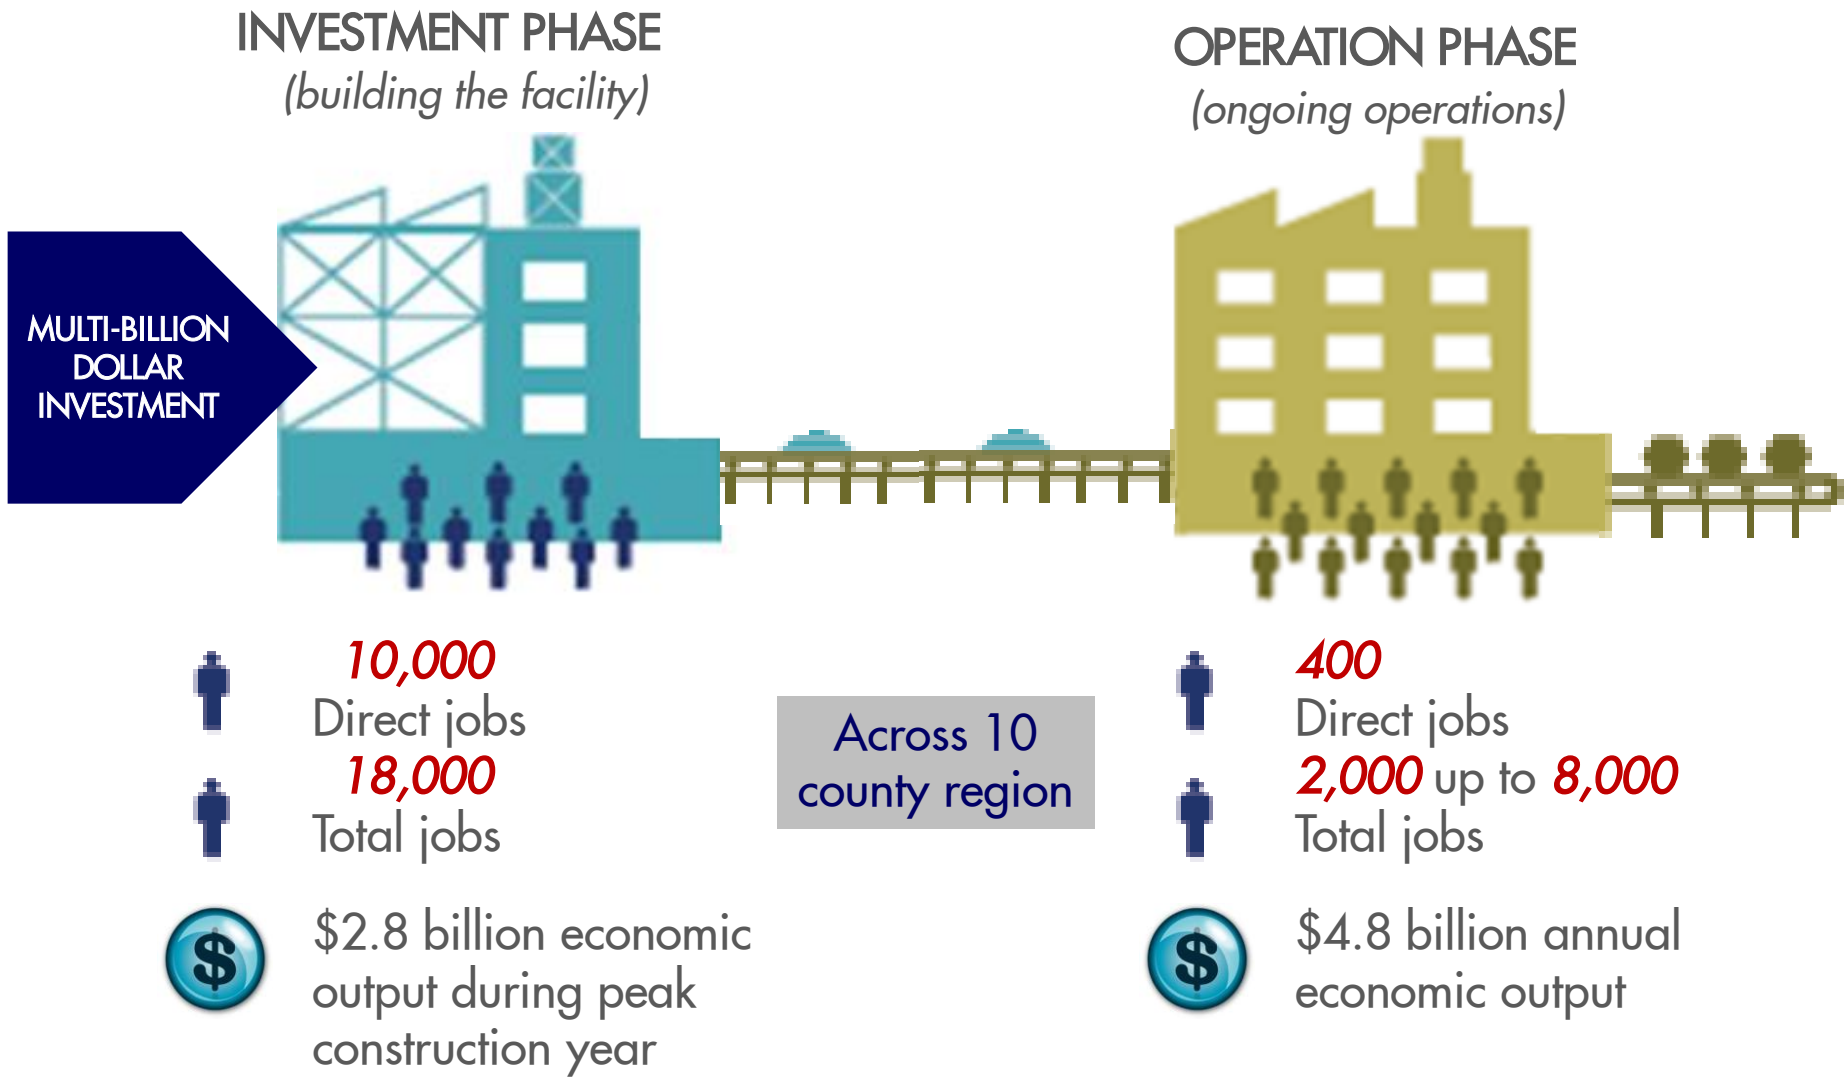 INVESTMENT PHASE
(building the facility)
OPERATION PHASE
(ongoing operations)
MULTI-BILLION
DOLLAR
INVESTMENT
10,000
Direct jobs
18,000
Total jobs
$
$2.8 billion economic
output during peak
construction year
Across 10
county region
400
Direct jobs
2,000 up to 8,000
Total jobs
$
$4.8 billion annual
economic output